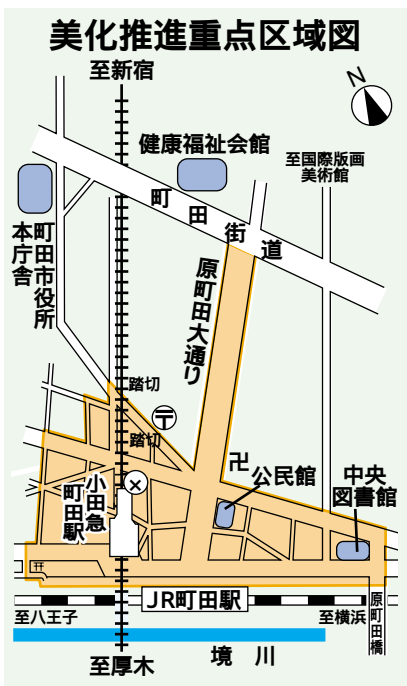 美化推進重点区域図
至新宿
N
健康福祉会館
至国際版画
美術館
町田街道
町田市役所
本庁舎
原町田大通り
踏切
〒
踏切
卍
公民館
中央
図書館
小田急
町田駅
JR町田駅
至八王子
至横浜
原町田橋
境川
至厚木